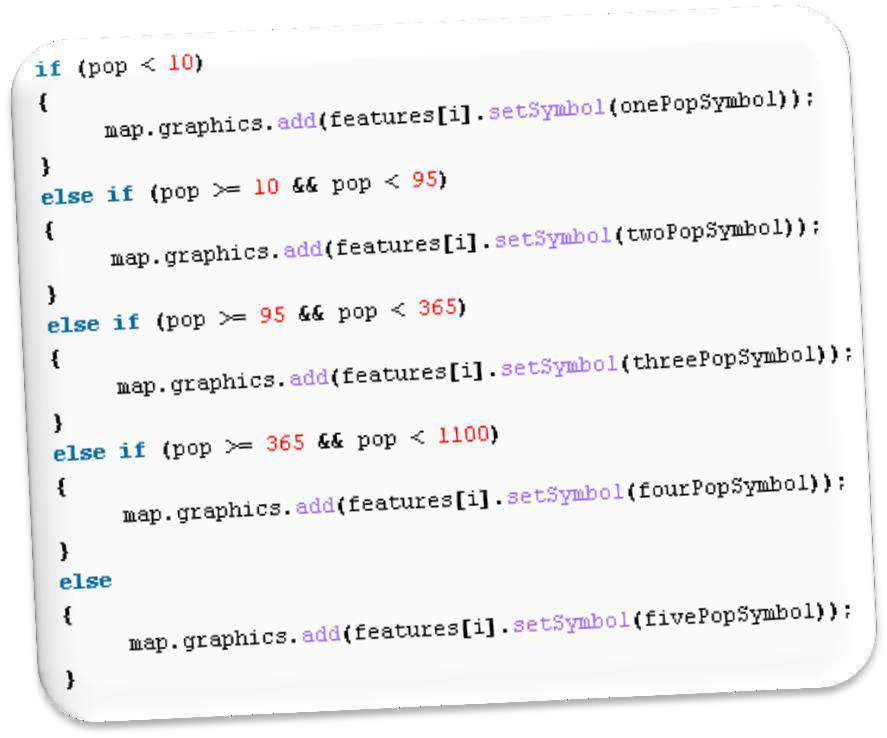 if (pop < 10)
{
map.graphics.add(features[i].setSymbol(onePopSymbol));
}
else if (pop >= 10 && pop < 95)
{
map.graphics.add(features[i].setSymbol(twoPopSymbol));
}
else if (pop >= 95 && pop < 365)
{
map.graphics.add(features[i].setSymbol(threePopSymbol));
}
else if (pop >= 365 && pop < 1100)
{
map.graphics.add(features[i].setSymbol(fourPopSymbol));
}
else
{
map.graphics.add(features[i].setSymbol(fivePopSymbol));
}